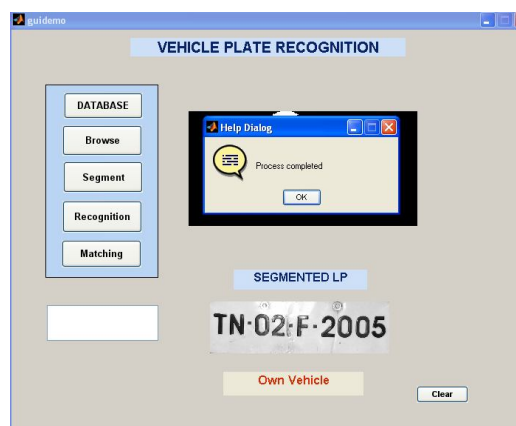 guidemo
VEHICLE PLATE RECOGNITION
DATABASE
Browse
Segment
Recognition
Matching
Help Dialog
Process completed
OK
SEGMENTED LP
TN·02·F·2005
Own Vehicle
Clear